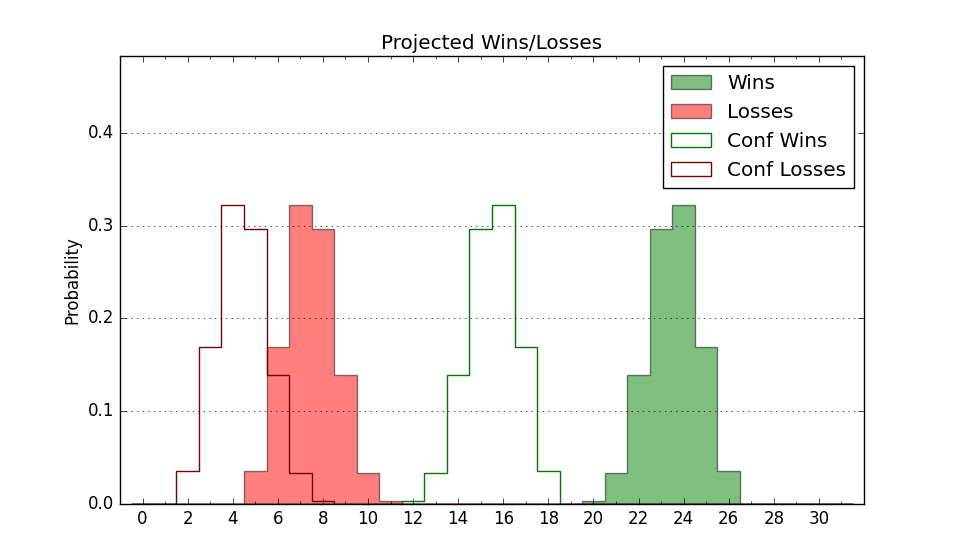 Projected Wins/Losses
Wins
Losses
Conf Wins
Conf Losses
Probability
0.4
0.3
0.2
0.1
0.0
0 2 4 6 8 10 12 14 16 18 20 22 24 26 28 30